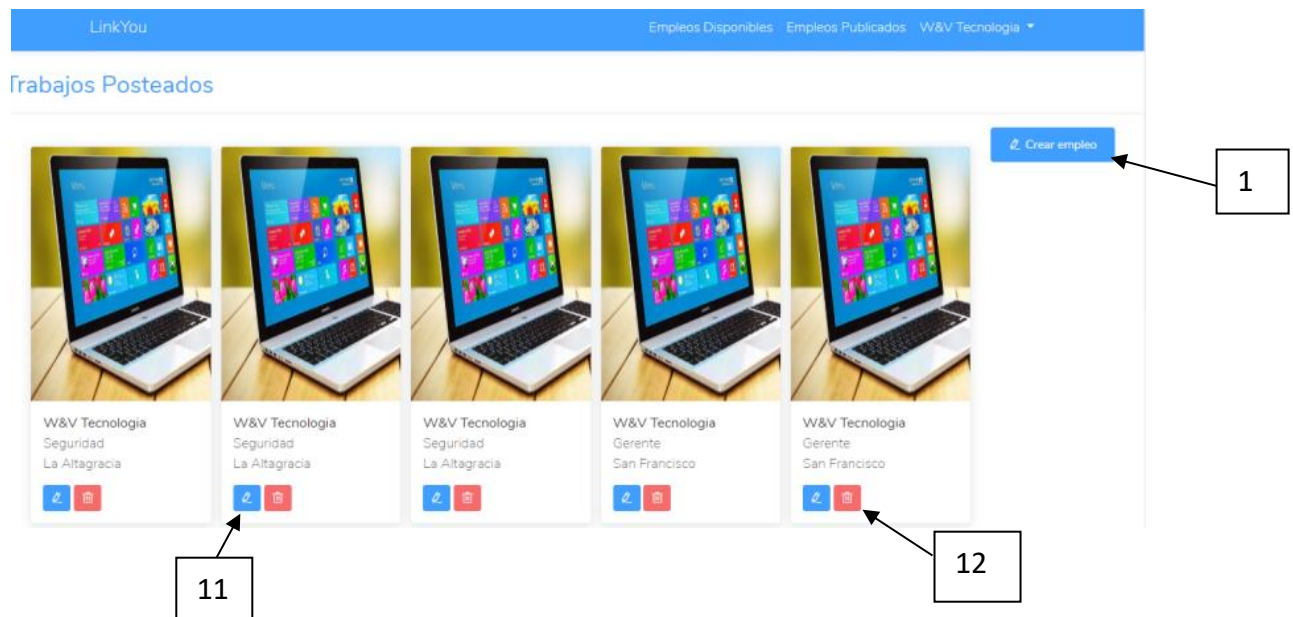 LinkYou
Empleos Disponibles Empleos Publicados W&V Tecnologia
Trabajos Posteados
Crear empleo
1
W&V Tecnologia
Seguridad
La Altagracia
W&V Tecnologia
Seguridad
La Altagracia
W&V Tecnologia
Seguridad
La Altagracia
W&V Tecnologia
Gerente
San Francisco
W&V Tecnologia
Gerente
San Francisco
11
12